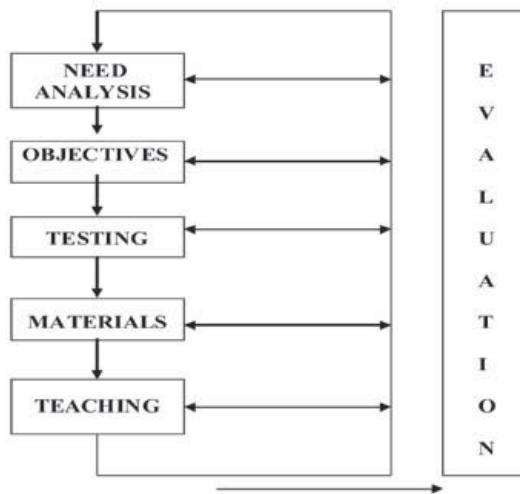 NEED
ANALYSIS
OBJECTIVES
TESTING
MATERIALS
TEACHING
E
V
A
L
U
A
T
I
O
N